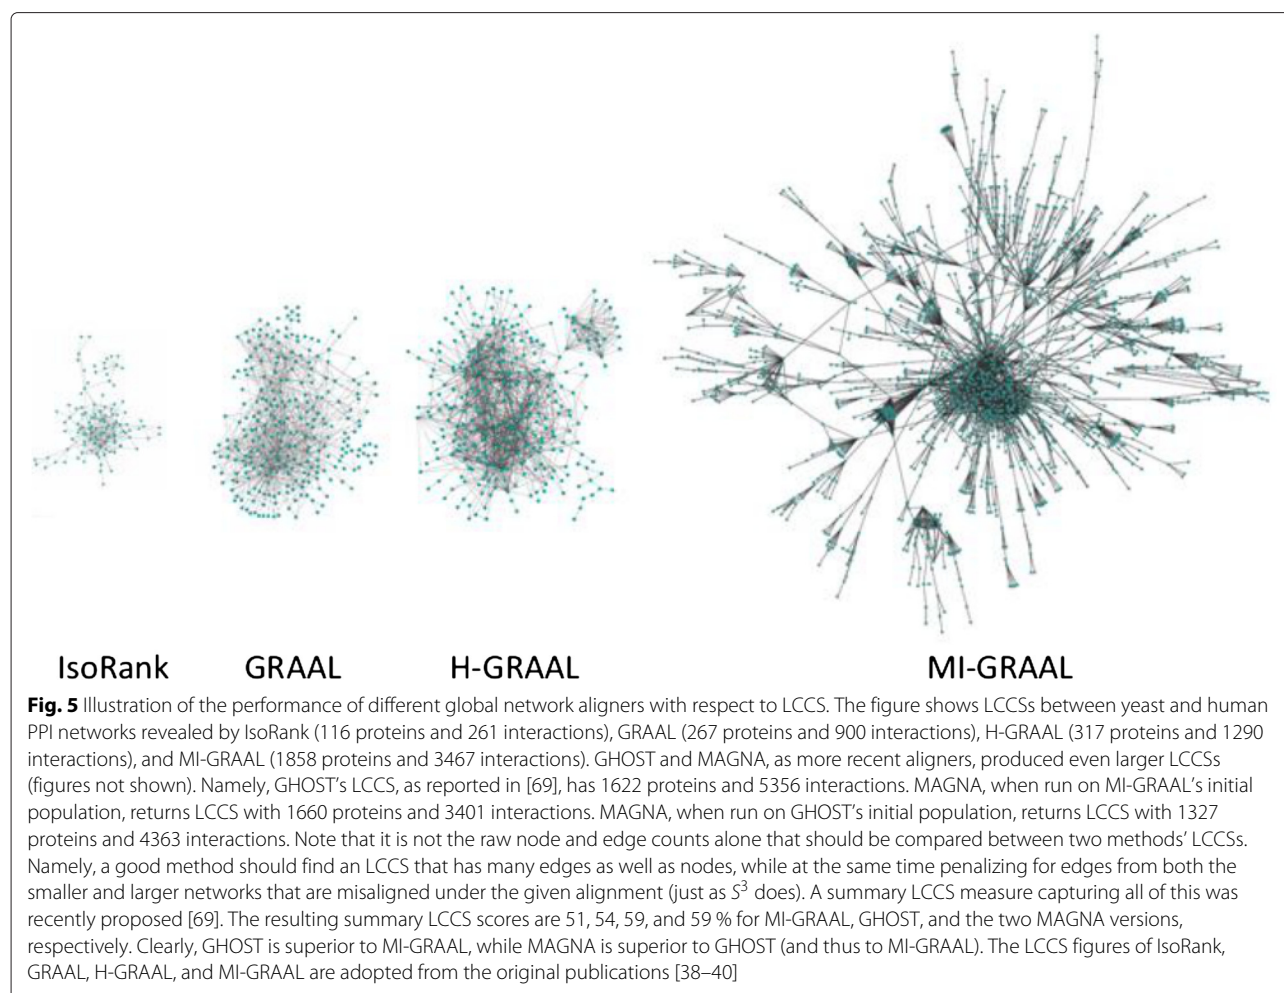 IsoRank GRAAL H-GRAAL MI-GRAAL
Fig. 5 Illustration of the performance of different global network aligners with respect to LCCS. The figure shows LCCSs between yeast and human
PPI networks revealed by IsoRank (116 proteins and 261 interactions), GRAAL (267 proteins and 900 interactions), H-GRAAL (317 proteins and 1290
interactions), and MI-GRAAL (1858 proteins and 3467 interactions). GHOST and MAGNA, as more recent aligners, produced even larger LCCSs
(figures not shown). Namely, GHOST's LCCS, as reported in [69], has 1622 proteins and 5356 interactions. MAGNA, when run on MI-GRAAL's initial
population, returns LCCS with 1660 proteins and 3401 interactions. MAGNA, when run on GHOST's initial population, returns LCCS with 1327
proteins and 4363 interactions. Note that it is not the raw node and edge counts alone that should be compared between two methods' LCCSs.
Namely, a good method should find an LCCS that has many edges as well as nodes, while at the same time penalizing for edges from both the
smaller and larger networks that are misaligned under the given alignment (just as S³ does). A summary LCCS measure capturing all of this was
recently proposed [69]. The resulting summary LCCS scores are 51, 54, 59, and 59 % for MI-GRAAL, GHOST, and the two MAGNA versions,
respectively. Clearly, GHOST is superior to MI-GRAAL, while MAGNA is superior to GHOST (and thus to MI-GRAAL). The LCCS figures of IsoRank,
GRAAL, H-GRAAL, and MI-GRAAL are adopted from the original publications [38–40]